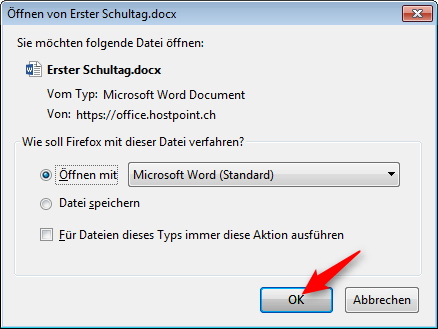 Öffnen von Erster Schultag.docx
Sie möchten folgende Datei öffnen:
Erster Schultag.docx
Vom Typ: Microsoft Word Document
Von: https://office.hostpoint.ch
Wie soll Firefox mit dieser Datei verfahren?
Öffnen mit Microsoft Word (Standard)
Datei speichern
Für Dateien dieses Typs immer diese Aktion ausführen
OK Abbrechen